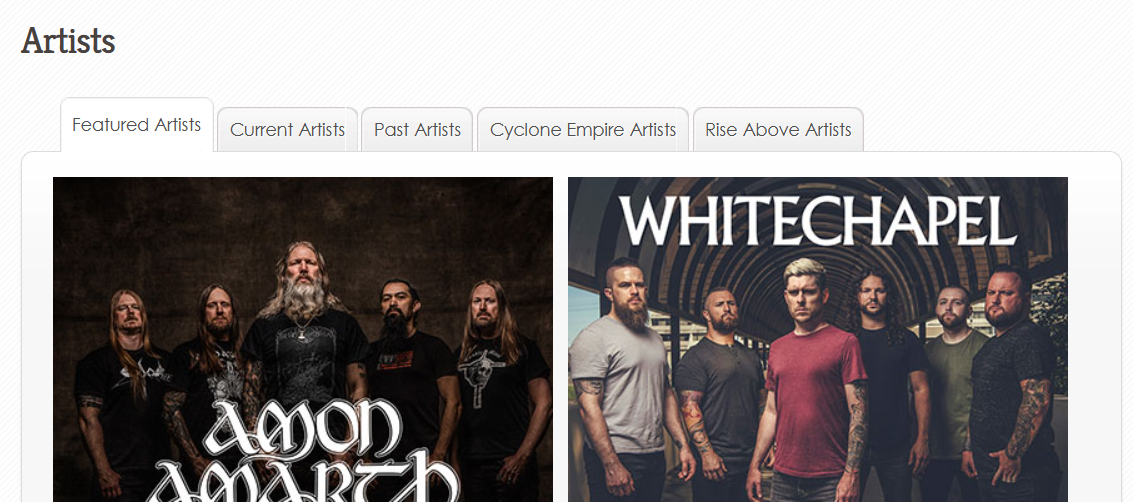 Artists
Featured Artists
Current Artists
Past Artists
Cyclone Empire Artists
Rise Above Artists
AMON
AMARTH
WHITECHAPEL